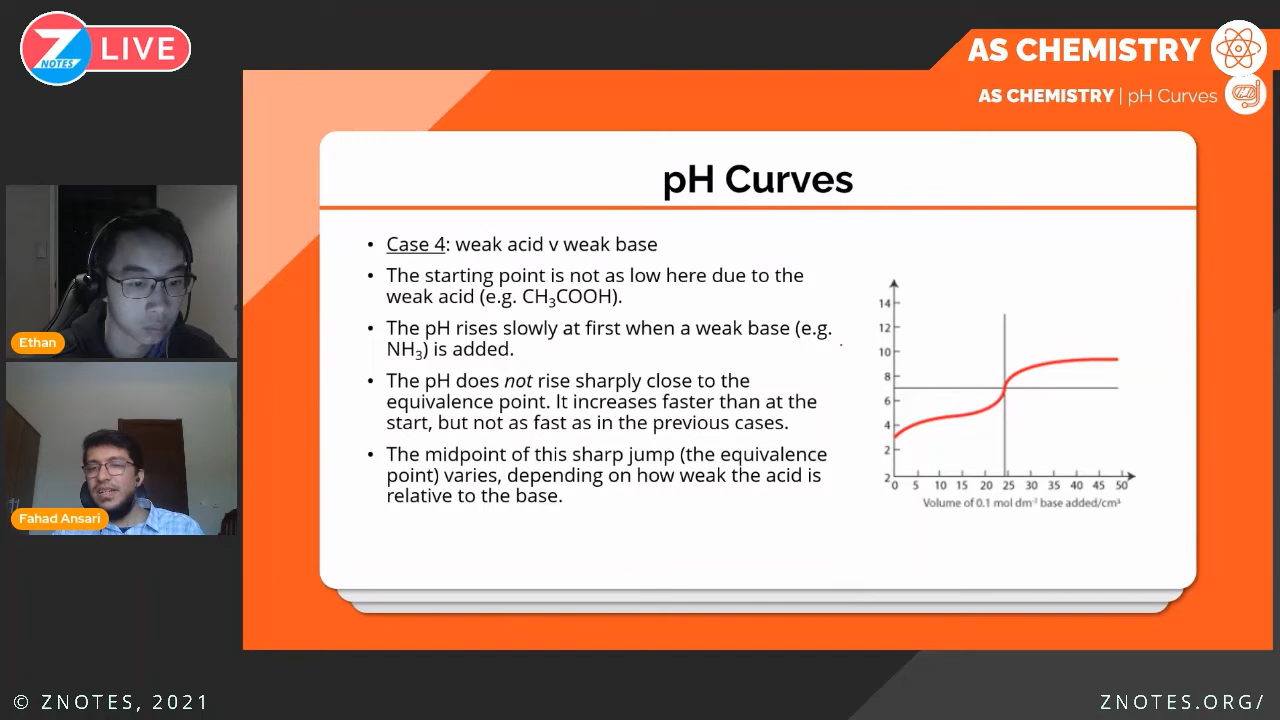 Z NOTES LIVE
AS CHEMISTRY
AS CHEMISTRY | pH Curves
pH Curves
• Case 4: weak acid v weak base
• The starting point is not as low here due to the
weak acid (e.g. CH₃COOH).
• The pH rises slowly at first when a weak base (e.g.
NH₃) is added.
• The pH does not rise sharply close to the
equivalence point. It increases faster than at the
start, but not as fast as in the previous cases.
• The midpoint of this sharp jump (the equivalence
point) varies, depending on how weak the acid is
relative to the base.
14
12
10
8
6
4
2
2
0 5 10 15 20 25 30 35 40 45 50
Volume of 0.1 mol dm⁻³ base added/cm³
Ethan
Fahad Ansari
© ZNOTES, 2021
ZNOTES.ORG/